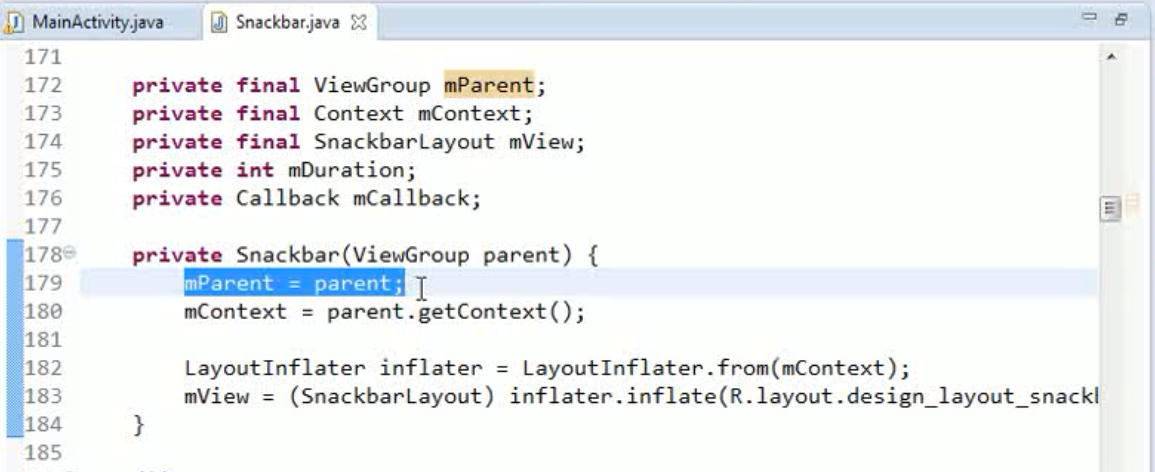 MainActivity.java Snackbar.java
171
172 private final ViewGroup mParent;
173 private final Context mContext;
174 private final SnackbarLayout mView;
175 private int mDuration;
176 private Callback mCallback;
177
178 private Snackbar(ViewGroup parent) {
179 mParent = parent;
180 mContext = parent.getContext();
181
182 LayoutInflater inflater = LayoutInflater.from(mContext);
183 mView = (SnackbarLayout) inflater.inflate(R.layout.design_layout_snack
184 }
185